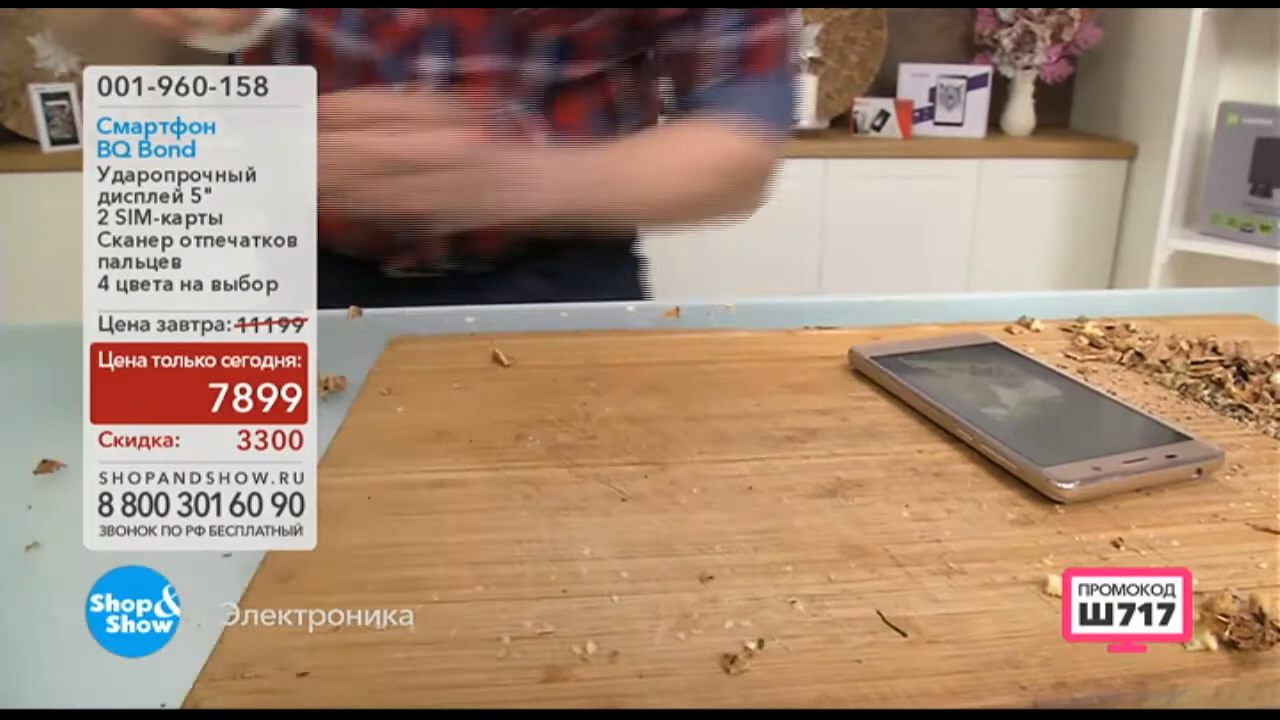 001-960-158
Смартфон
BQ Bond
Ударопрочный
дисплей 5"
2 SIM-карты
Сканер отпечатков
пальцев
4 цвета на выбор
Цена завтра: 11199
Цена только сегодня:
7899
Скидка: 3300
SHOPANDSHOW.RU
8 800 301 60 90
ЗВОНОК ПО РФ БЕСПЛАТНЫЙ
Shop&
Show
Электроника
ПРОМОКОД
Ш717